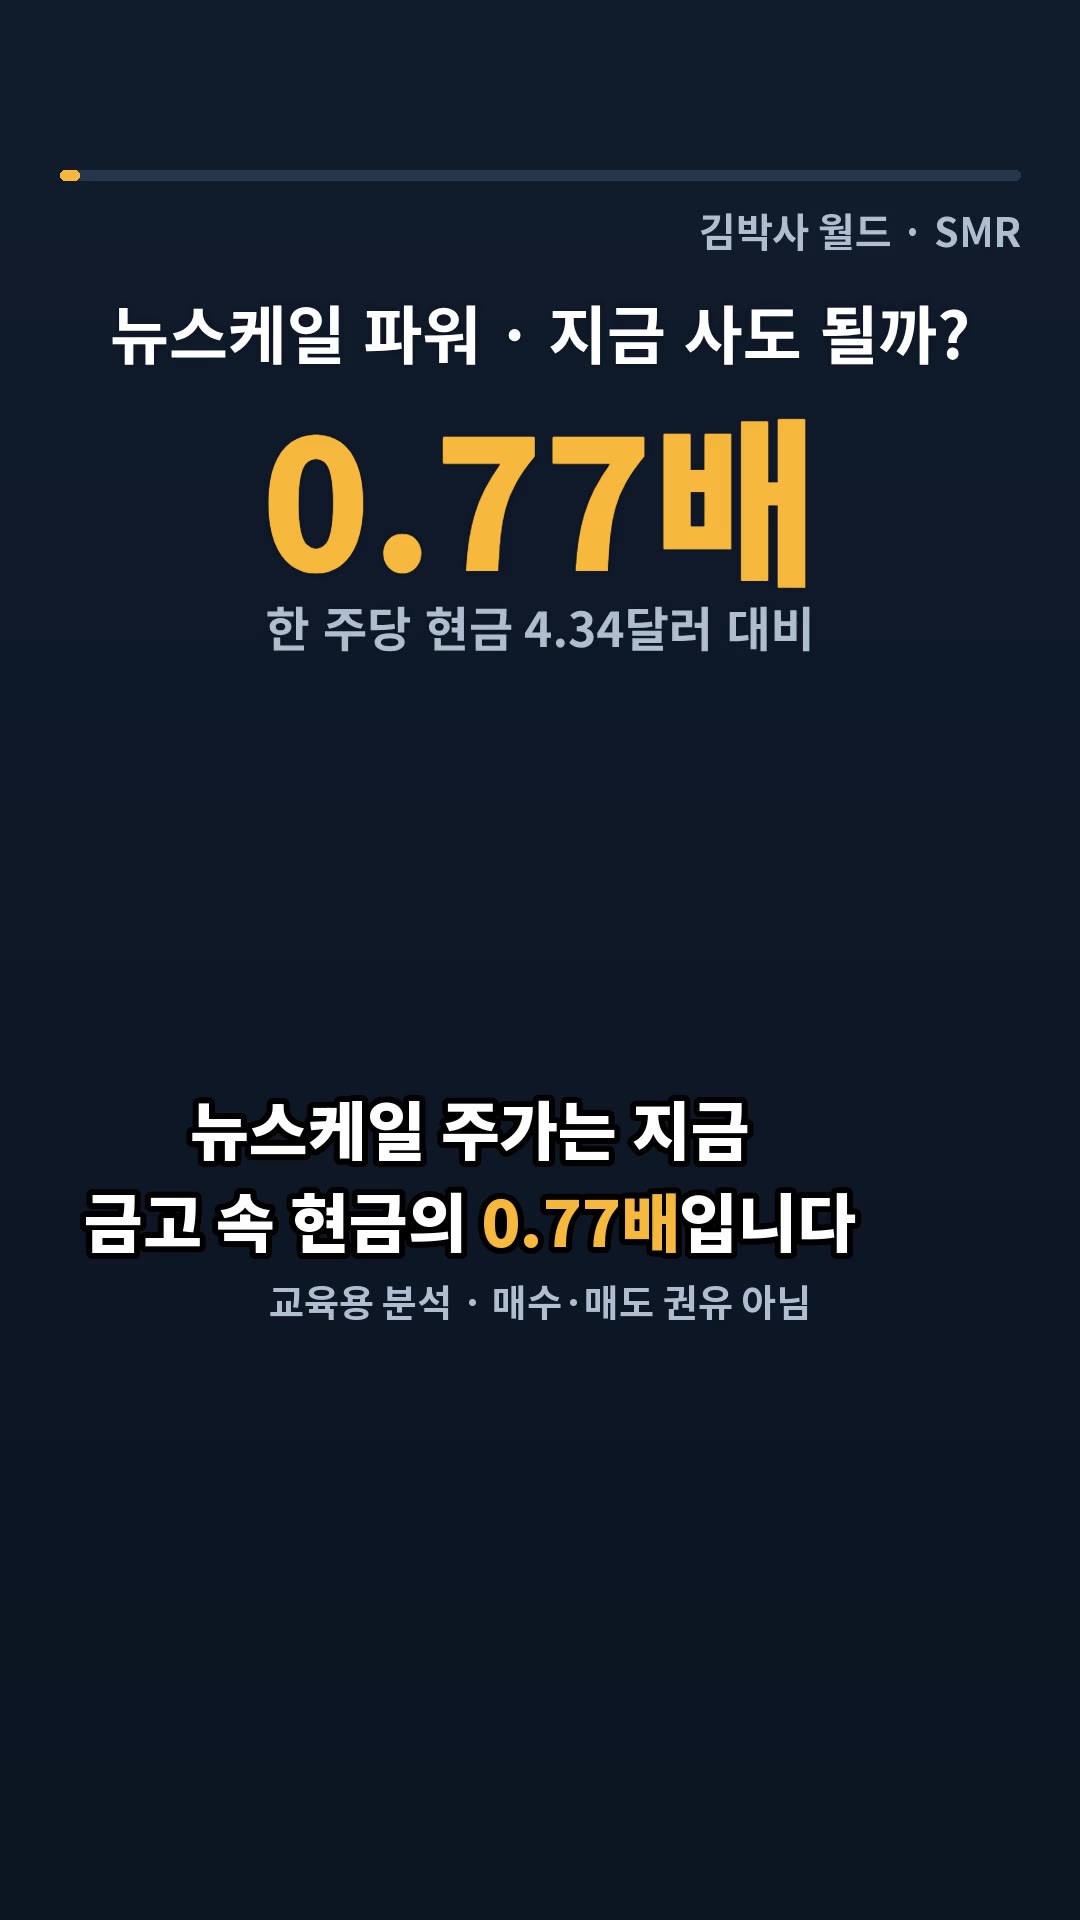 김박사 월드 · SMR
뉴스케일 파워 · 지금 사도 될까?
0.77배
한 주당 현금 4.34달러 대비
뉴스케일 주가는 지금
금고 속 현금의 0.77배입니다
교육용 분석 · 매수·매도 권유 아님